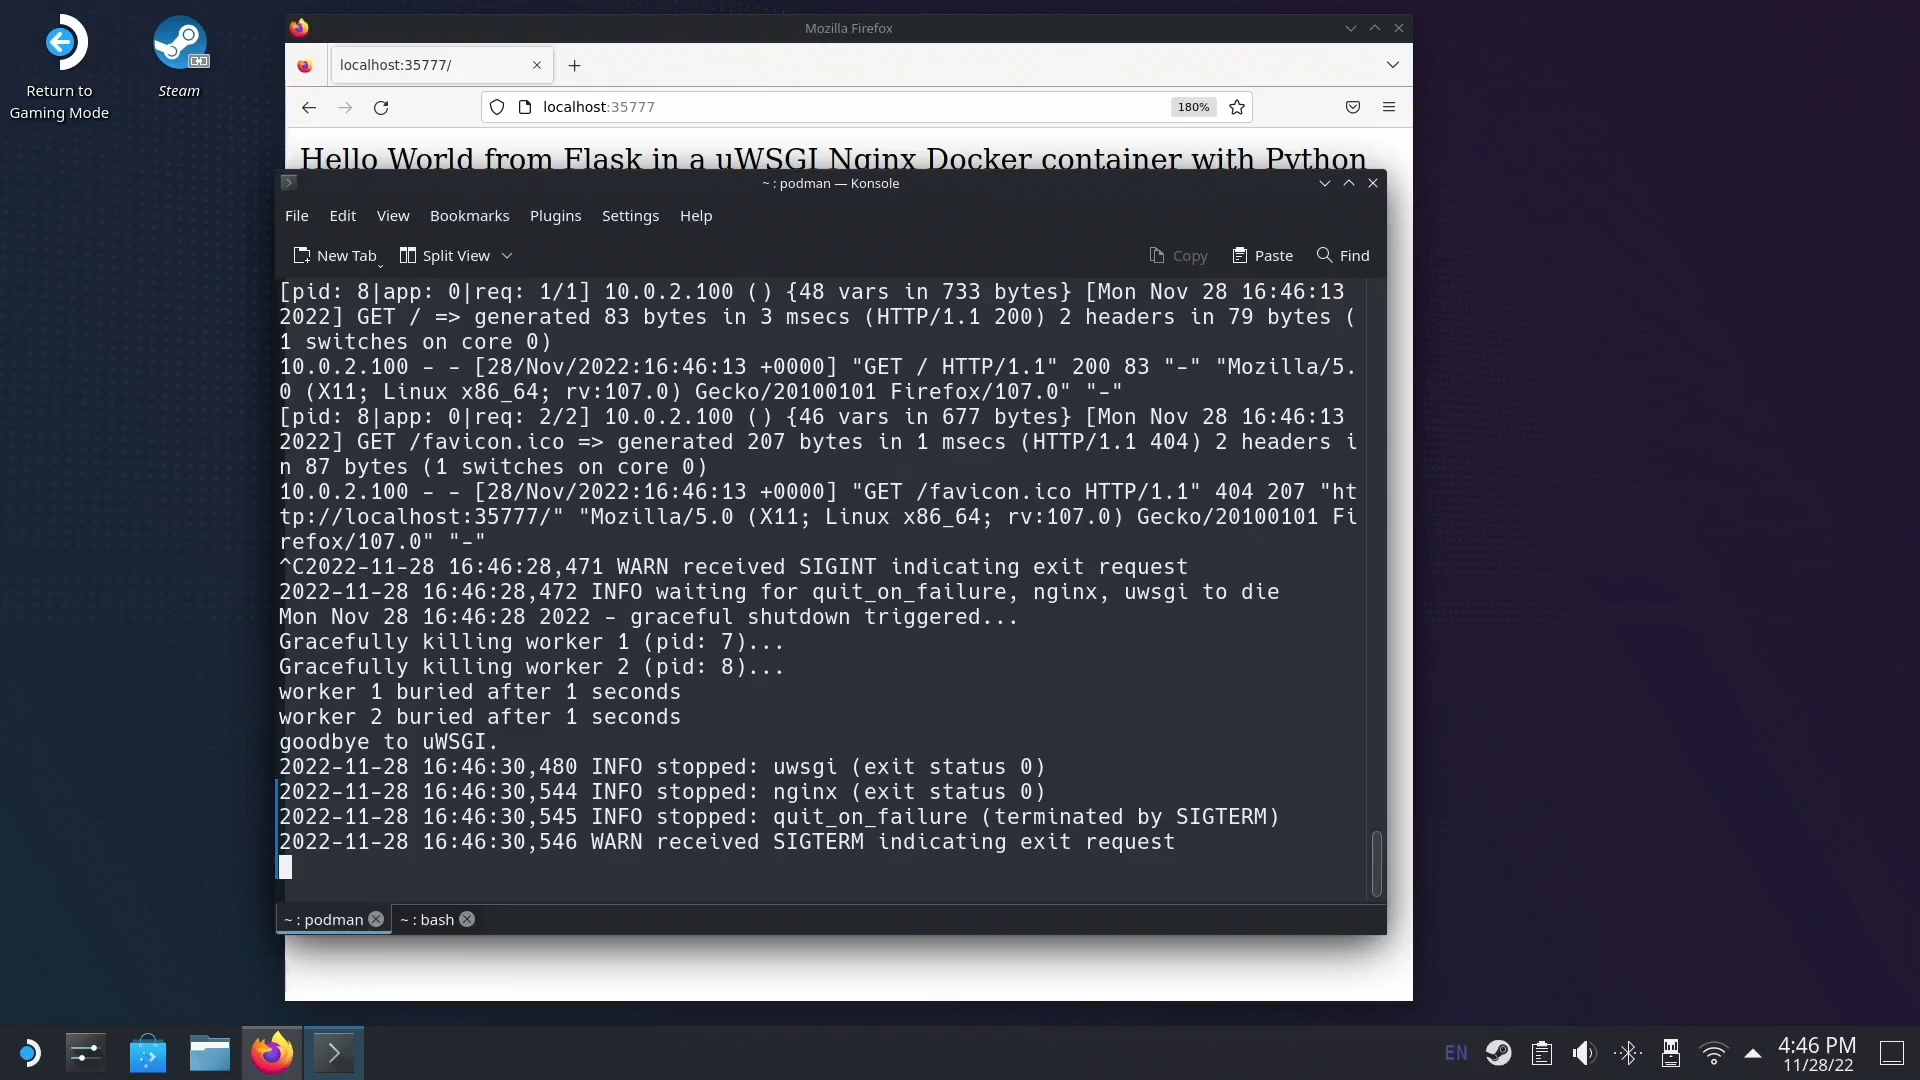 Return to
Gaming Mode
Steam
Mozilla Firefox
localhost:35777/
localhost:35777
180%
Hello World from Flask in a uWSGI Nginx Docker container with Python
~ : podman — Konsole
File Edit View Bookmarks Plugins Settings Help
New Tab Split View Copy Paste Find
[pid: 8|app: 0|req: 1/1] 10.0.2.100 () {48 vars in 733 bytes} [Mon Nov 28 16:46:13
2022] GET / => generated 83 bytes in 3 msecs (HTTP/1.1 200) 2 headers in 79 bytes (
1 switches on core 0)
10.0.2.100 - - [28/Nov/2022:16:46:13 +0000] "GET / HTTP/1.1" 200 83 "-" "Mozilla/5.
0 (X11; Linux x86_64; rv:107.0) Gecko/20100101 Firefox/107.0" "-"
[pid: 8|app: 0|req: 2/2] 10.0.2.100 () {46 vars in 677 bytes} [Mon Nov 28 16:46:13
2022] GET /favicon.ico => generated 207 bytes in 1 msecs (HTTP/1.1 404) 2 headers i
n 87 bytes (1 switches on core 0)
10.0.2.100 - - [28/Nov/2022:16:46:13 +0000] "GET /favicon.ico HTTP/1.1" 404 207 "ht
tp://localhost:35777/" "Mozilla/5.0 (X11; Linux x86_64; rv:107.0) Gecko/20100101 Fi
refox/107.0" "-"
^C2022-11-28 16:46:28,471 WARN received SIGINT indicating exit request
2022-11-28 16:46:28,472 INFO waiting for quit_on_failure, nginx, uwsgi to die
Mon Nov 28 16:46:28 2022 - graceful shutdown triggered...
Gracefully killing worker 1 (pid: 7)...
Gracefully killing worker 2 (pid: 8)...
worker 1 buried after 1 seconds
worker 2 buried after 1 seconds
goodbye to uWSGI.
2022-11-28 16:46:30,480 INFO stopped: uwsgi (exit status 0)
2022-11-28 16:46:30,544 INFO stopped: nginx (exit status 0)
2022-11-28 16:46:30,545 INFO stopped: quit_on_failure (terminated by SIGTERM)
2022-11-28 16:46:30,546 WARN received SIGTERM indicating exit request
~ : podman ~ : bash
EN 4:46 PM
11/28/22